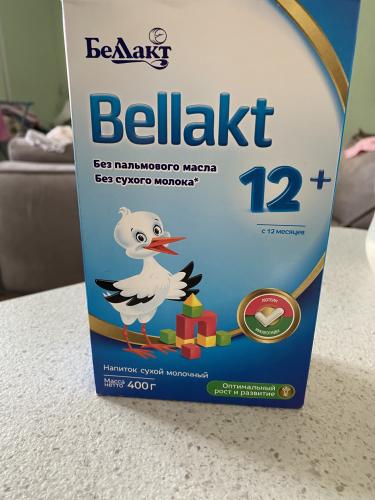 Беллакт
Bellakt
Без пальмового масла
Без сухого молока*
12+
с 12 месяцев
Напиток сухой молочный
Масса нетто 400 г
Оптимальный
рост и развитие